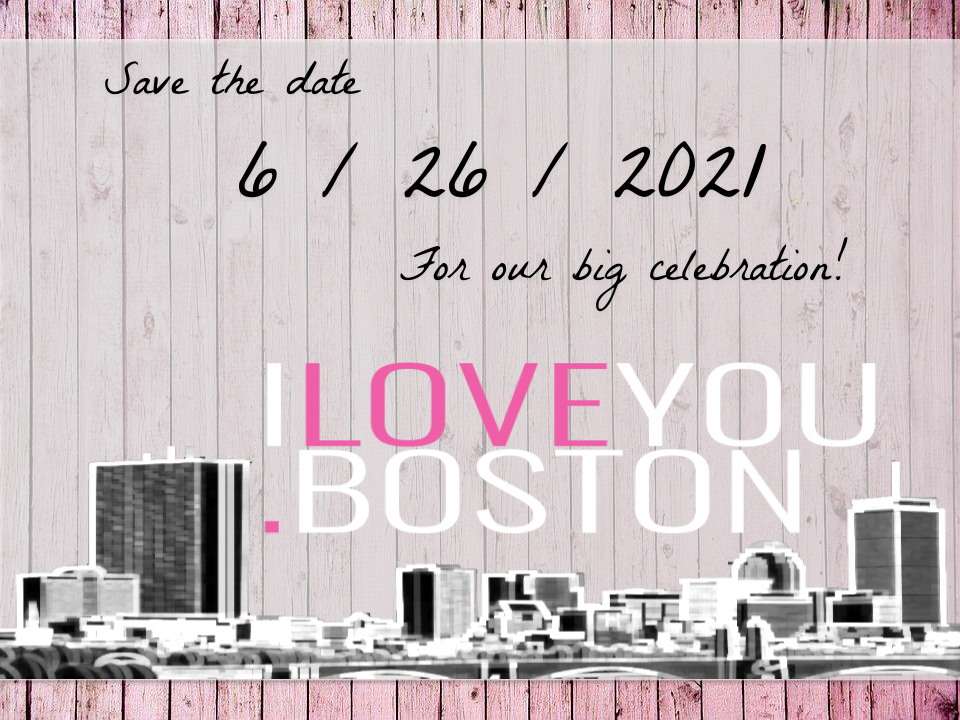 Save the date
6 / 26 / 2021
For our big celebration!
ILOVEYOU
.BOSTON